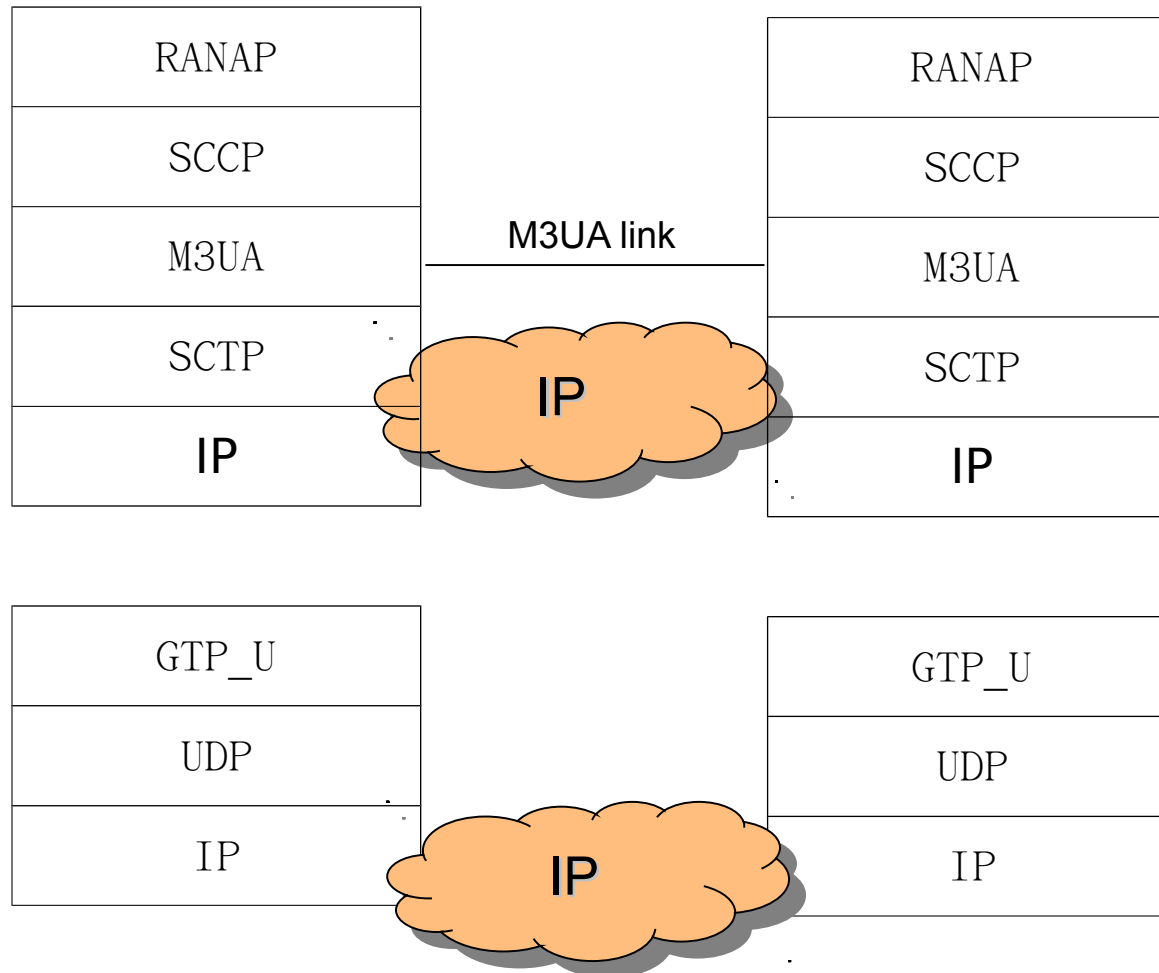 RANAP
SCCP
M3UA
SCTP
IP
M3UA link
IP
RANAP
SCCP
M3UA
SCTP
IP
GTP_U
UDP
IP
IP
GTP_U
UDP
IP